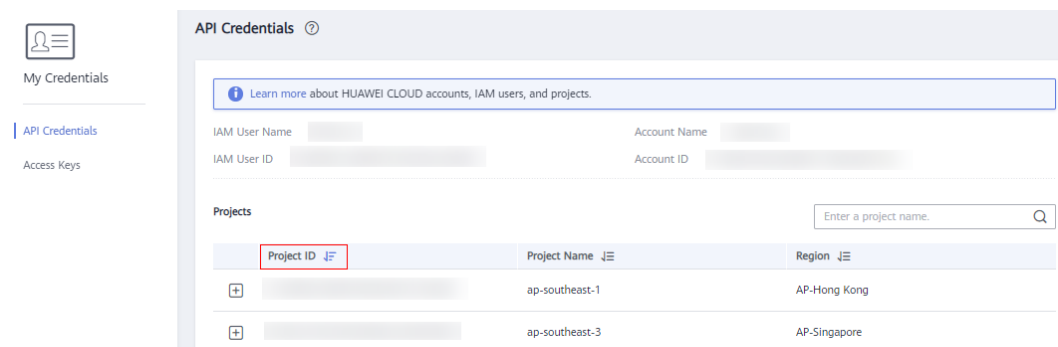 API Credentials ?
My Credentials
API Credentials
Access Keys
Learn more about HUAWEI CLOUD accounts, IAM users, and projects.
IAM User Name Account Name
IAM User ID Account ID
Projects
Enter a project name.
Project ID Project Name Region
ap-southeast-1 AP-Hong Kong
ap-southeast-3 AP-Singapore